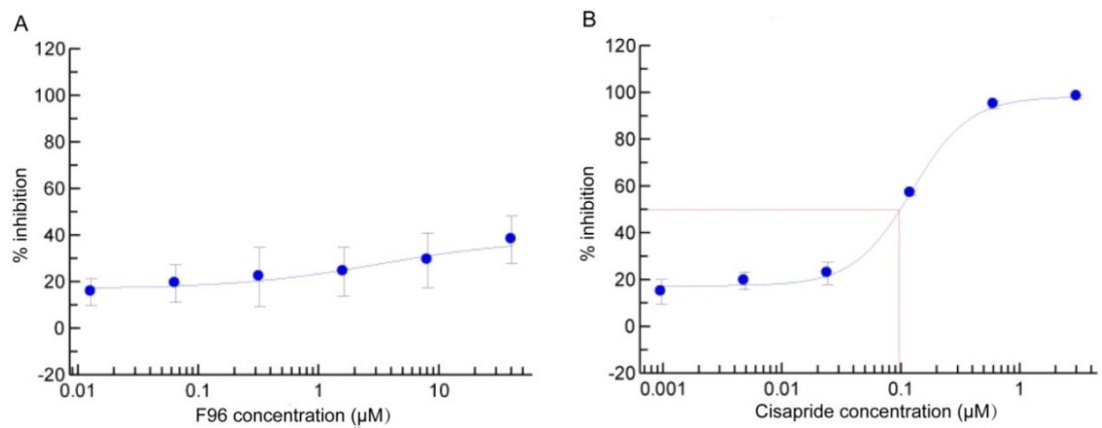 A
120
100
80
60
40
20
0
-20
% inhibition
0.01 0.1 1 10
F96 concentration (μM)
B
120
100
80
60
40
20
0
-20
% inhibition
0.001 0.01 0.1 1
Cisapride concentration (μM)